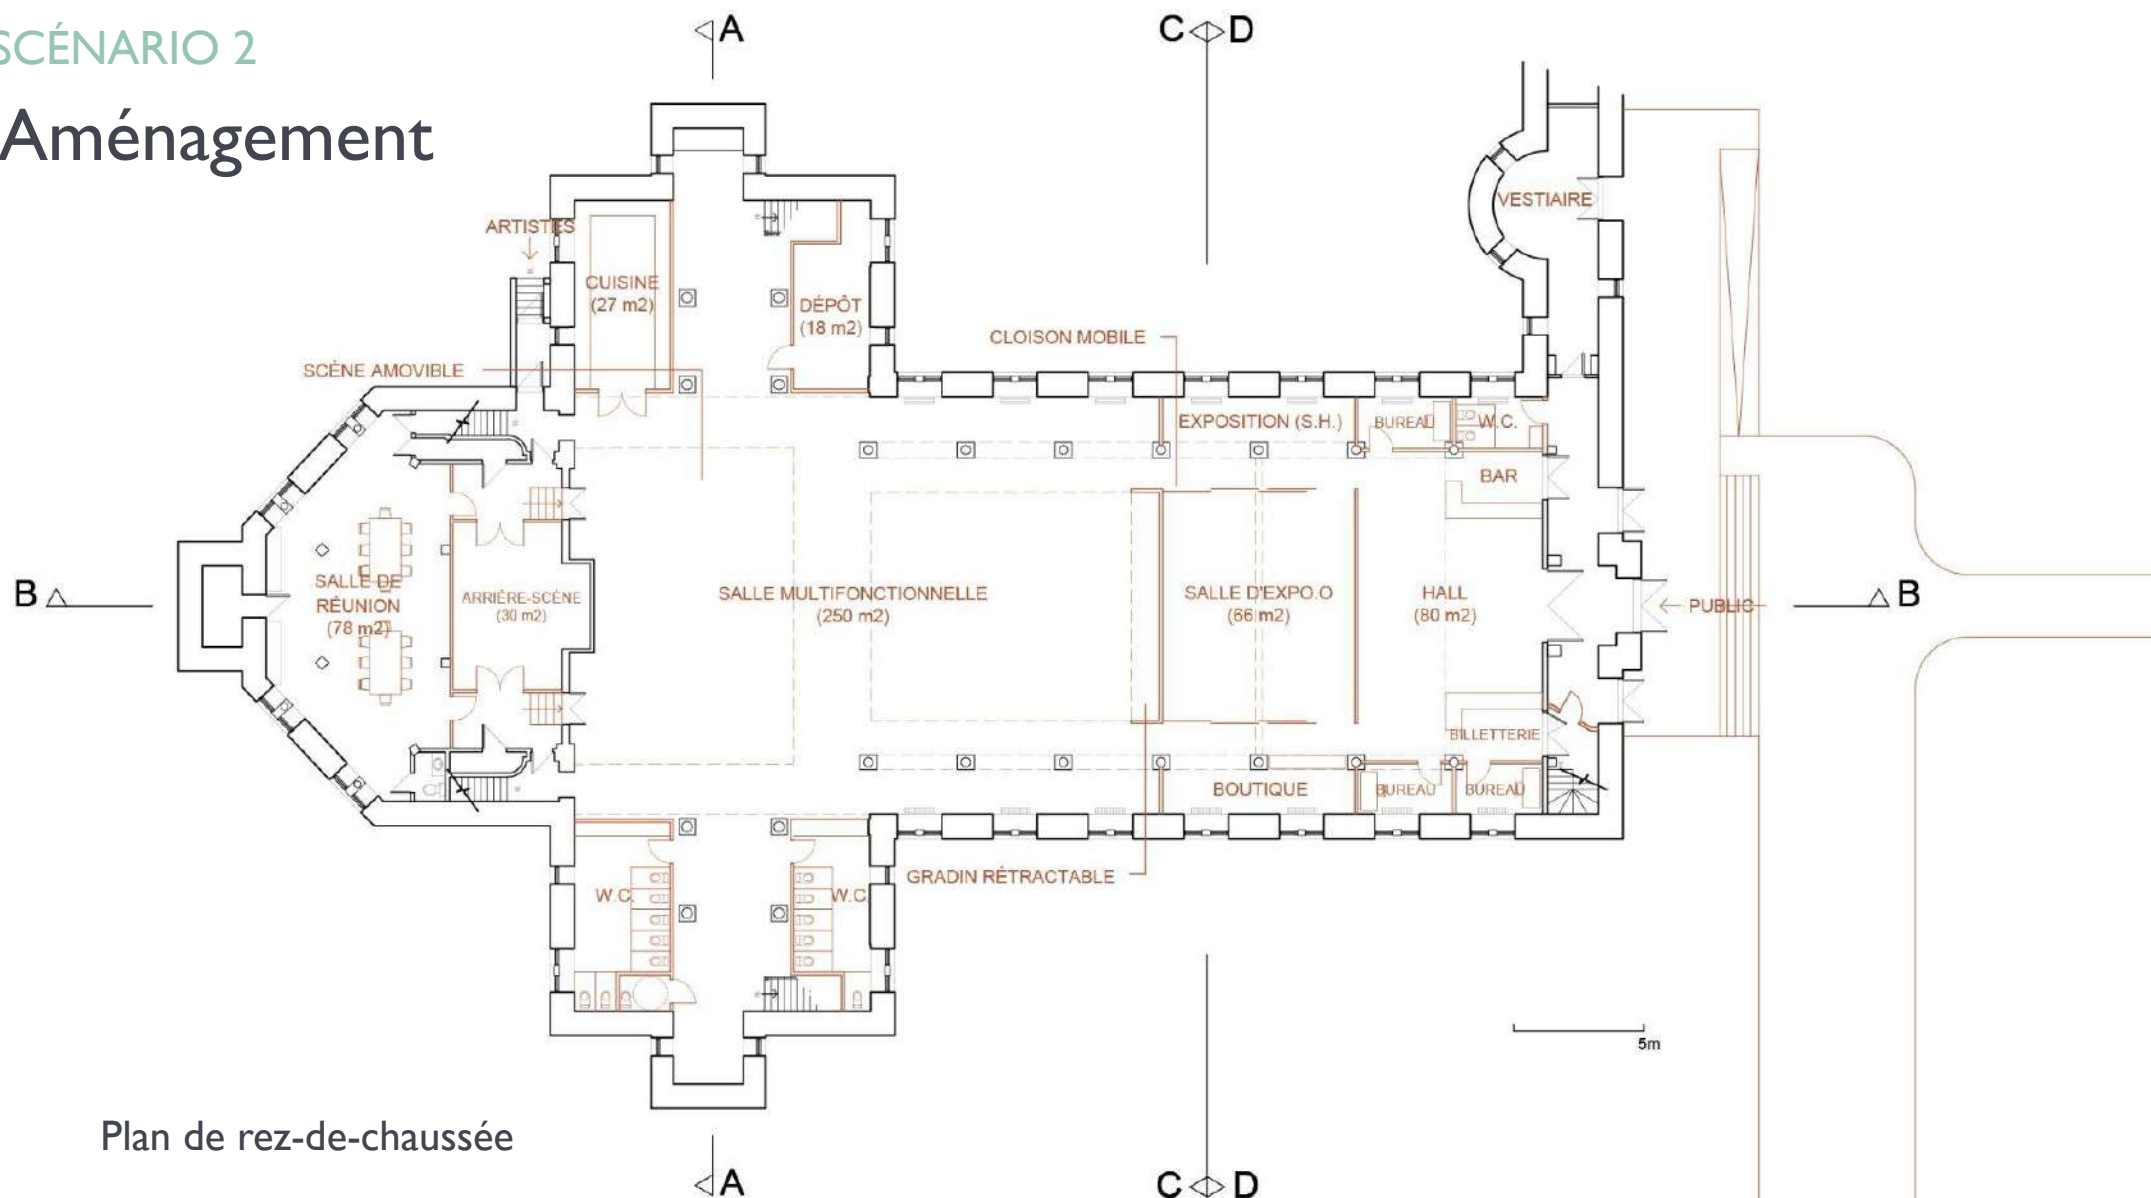 SCÉNARIO 2
Aménagement
A
C D
VESTIAIRE
ARTISTES
CUISINE
(27 m2)
DÉPÔT
(18 m2)
CLOISON MOBILE
SCÈNE AMOVIBLE
EXPOSITION (S.H.)
BUREAU
W.C.
BAR
B
SALLE DE
RÉUNION
(78 m2)
ARRIÈRE-SCÈNE
(30 m2)
SALLE MULTIFONCTIONNELLE
(250 m2)
SALLE D'EXPO.O
(66 m2)
HALL
(80 m2)
PUBLIC
B
BILLETTERIE
BOUTIQUE
BUREAU
BUREAU
GRADIN RÉTRACTABLE
W.C.
W.C.
5m
Plan de rez-de-chaussée
A
C D